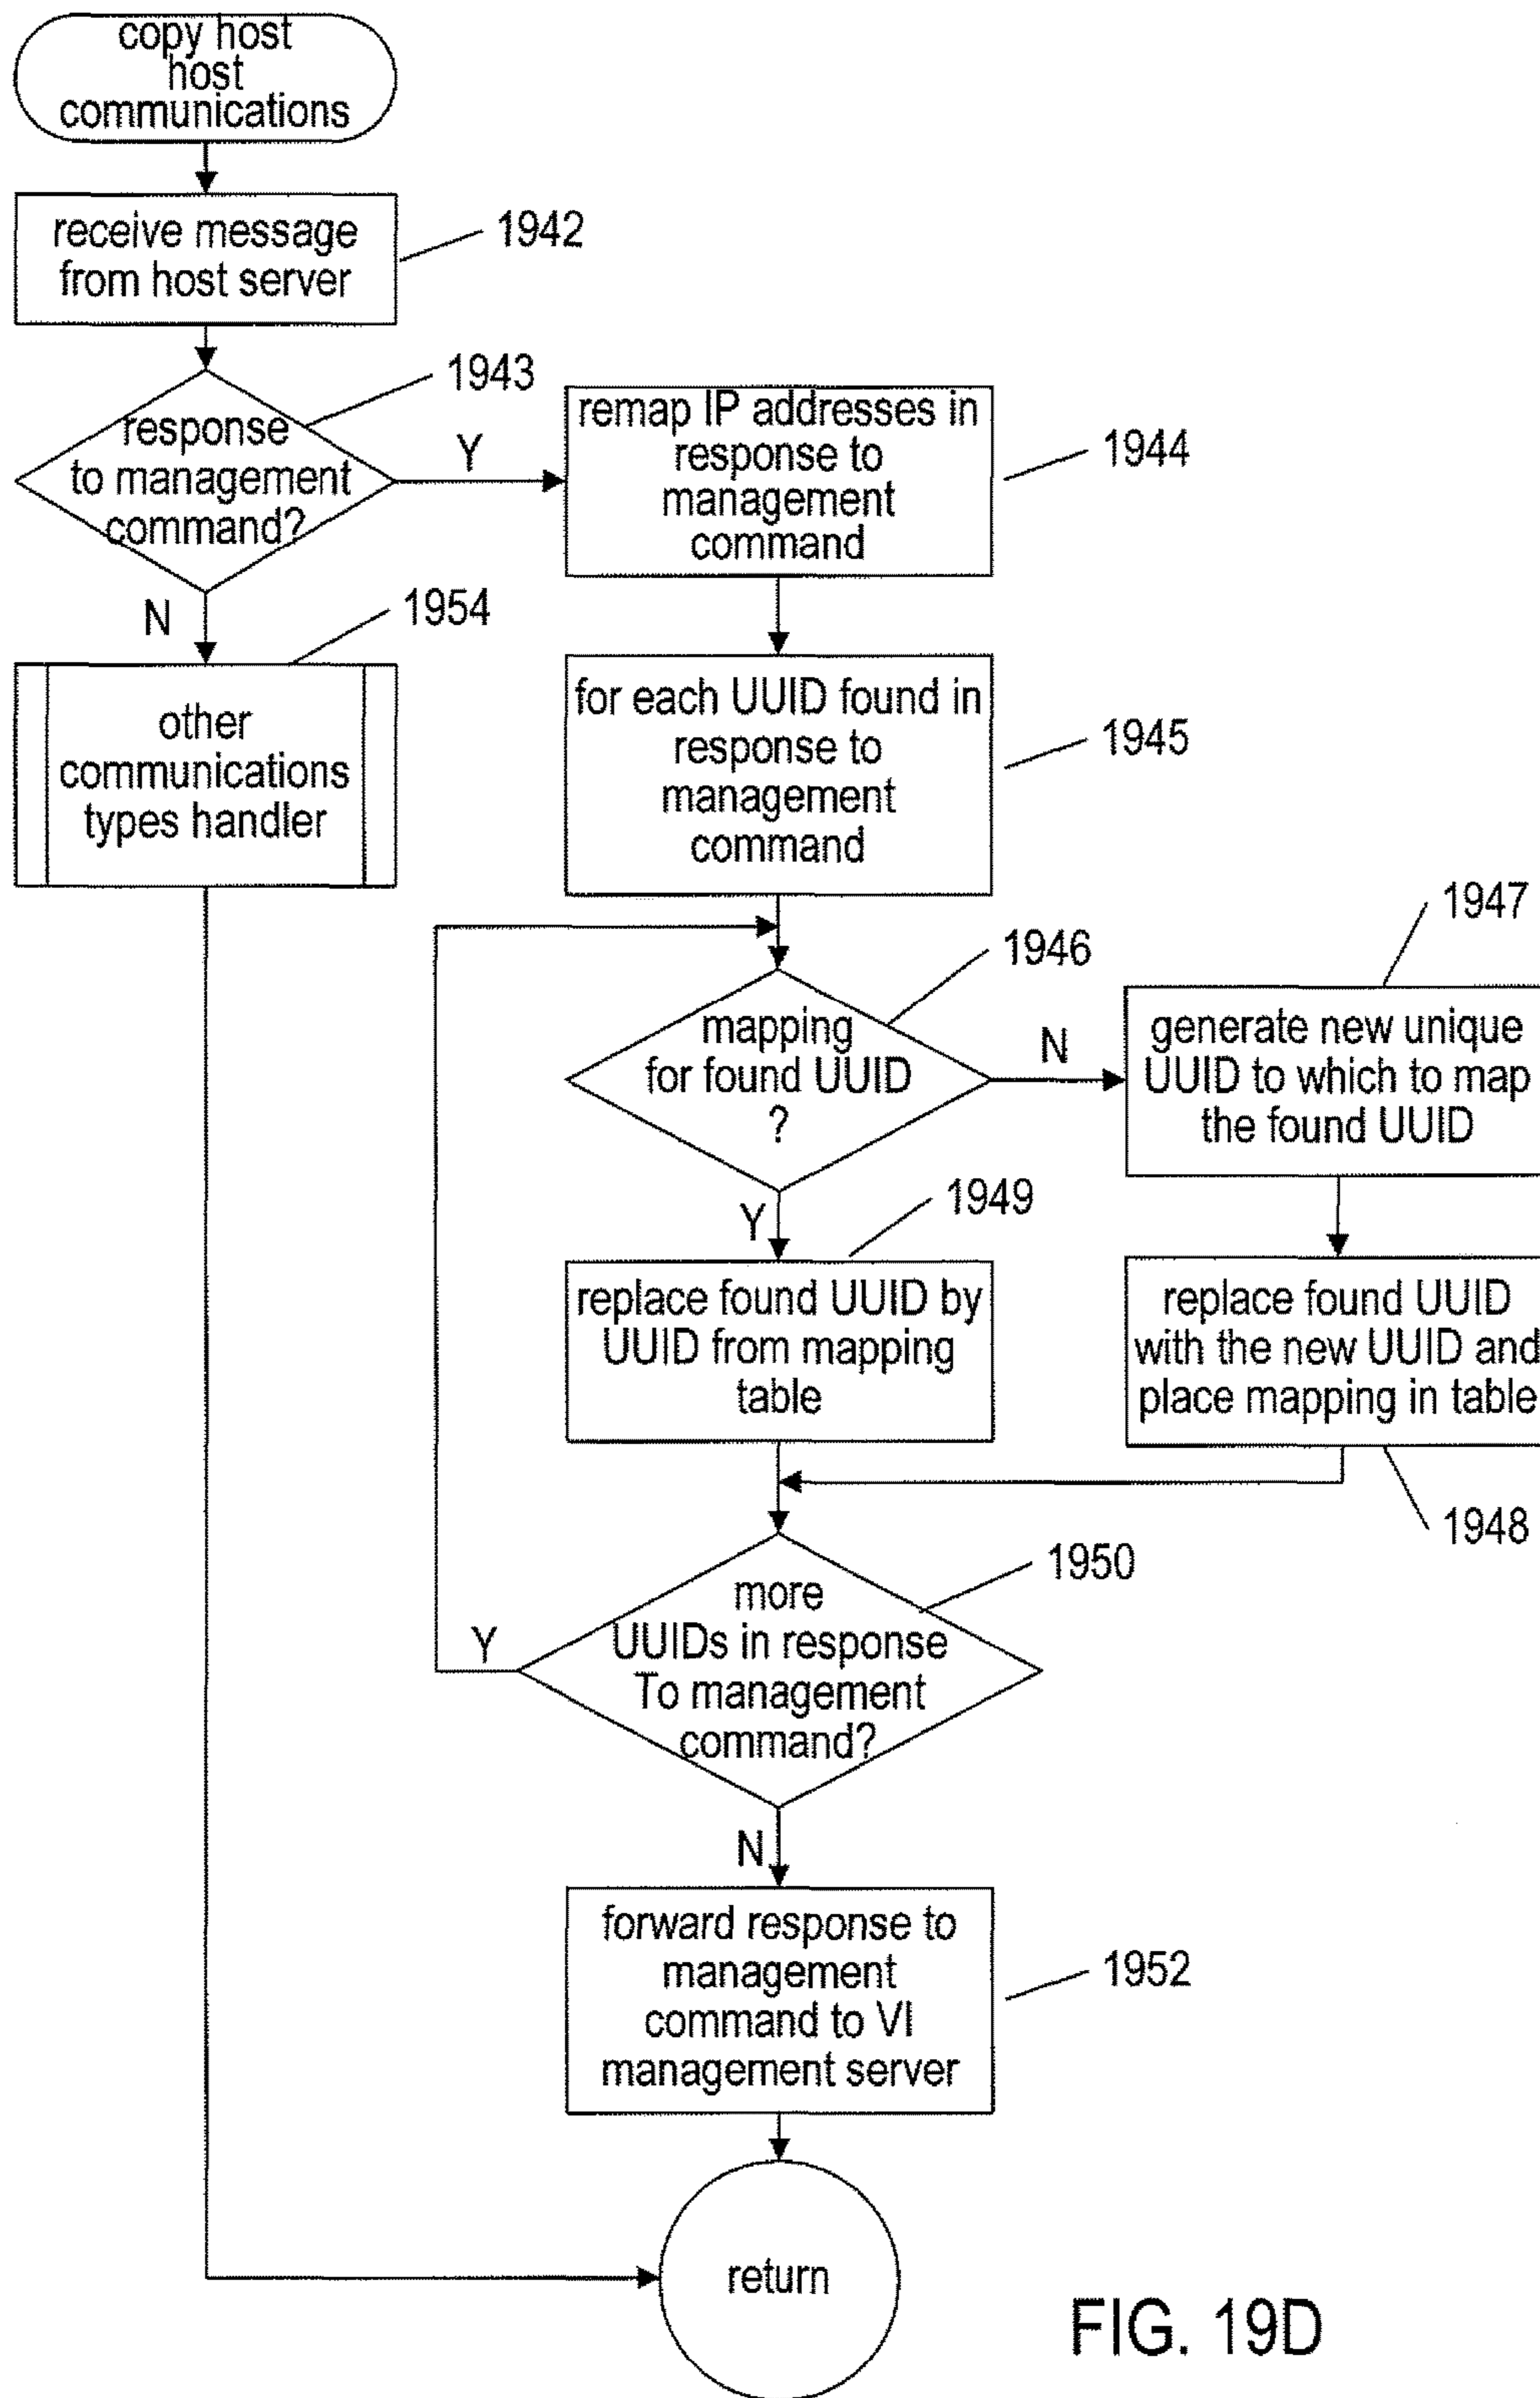 copy host
host
communications
receive message
from host server
1942
response
to management
command?
1943
Y
N
remap IP addresses in
response to
management
command
1944
1954
other
communications
types handler
for each UUID found in
response to
management
command
1945
1946
mapping
for found UUID
?
N
Y
1947
generate new unique
UUID to which to map
the found UUID
1949
replace found UUID by
UUID from mapping
table
replace found UUID
with the new UUID and
place mapping in table
1948
1950
more
UUIDs in response
To management
command?
Y
N
forward response to
management
command to VI
management server
1952
return
FIG. 19D